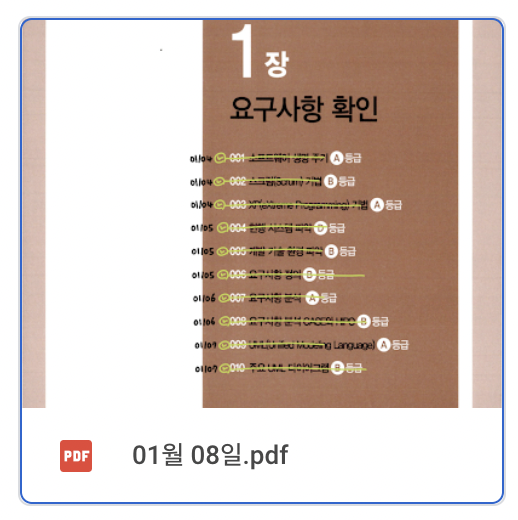 1 장
요구사항 확인
01/04 001 소프트웨어 생명 주기 A 등급
01/04 002 스크럼(Scrum) 기법 B 등급
01/04 003 XP(eXtreme Programming) 기법 A 등급
01/05 004 현행 시스템 파악 등급
01/05 005 개발 기술 환경 파악 B 등급
01/05 006 요구사항 정의 B 등급
01/06 007 요구사항 분석 A 등급
01/06 008 요구사항 분석 CASE와 HIPO B 등급
01/07 009 UML(Unified Modeling Language) A 등급
01/07 010 주요 UML 다이어그램 B 등급
PDF 01월 08일.pdf